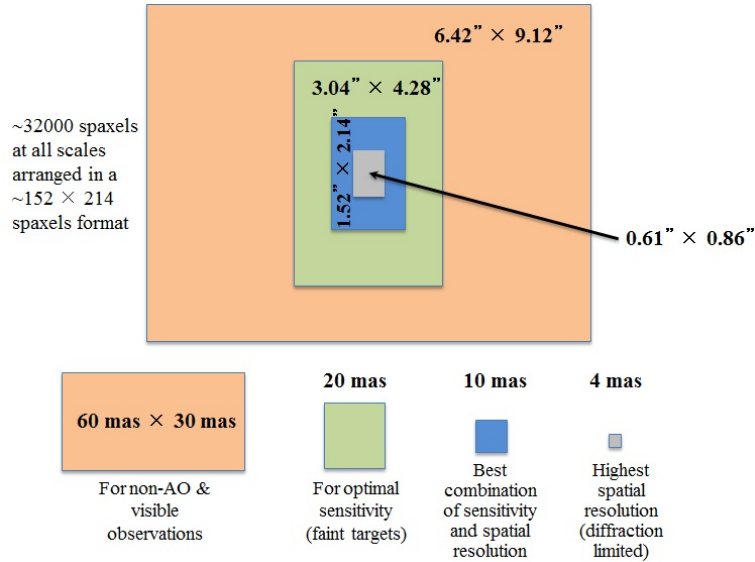 6.42” × 9.12”
3.04” × 4.28”
1.52” × 2.14”
~32000 spaxels
at all scales
arranged in a
~152 × 214
spaxels format
0.61” × 0.86”
60 mas × 30 mas
For non-AO &
visible
observations
20 mas
For optimal
sensitivity
(faint targets)
10 mas
Best
combination
of sensitivity
and spatial
resolution
4 mas
Highest
spatial
resolution
(diffraction
limited)